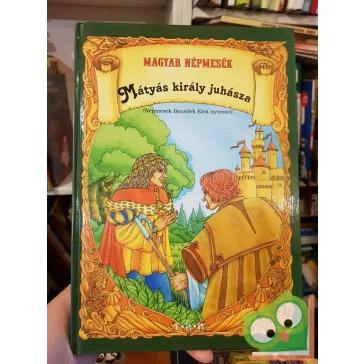 MAGYAR NÉPMESÉK
Mátyás király juhásza
(Népmesék Benedek Elek nyomán)